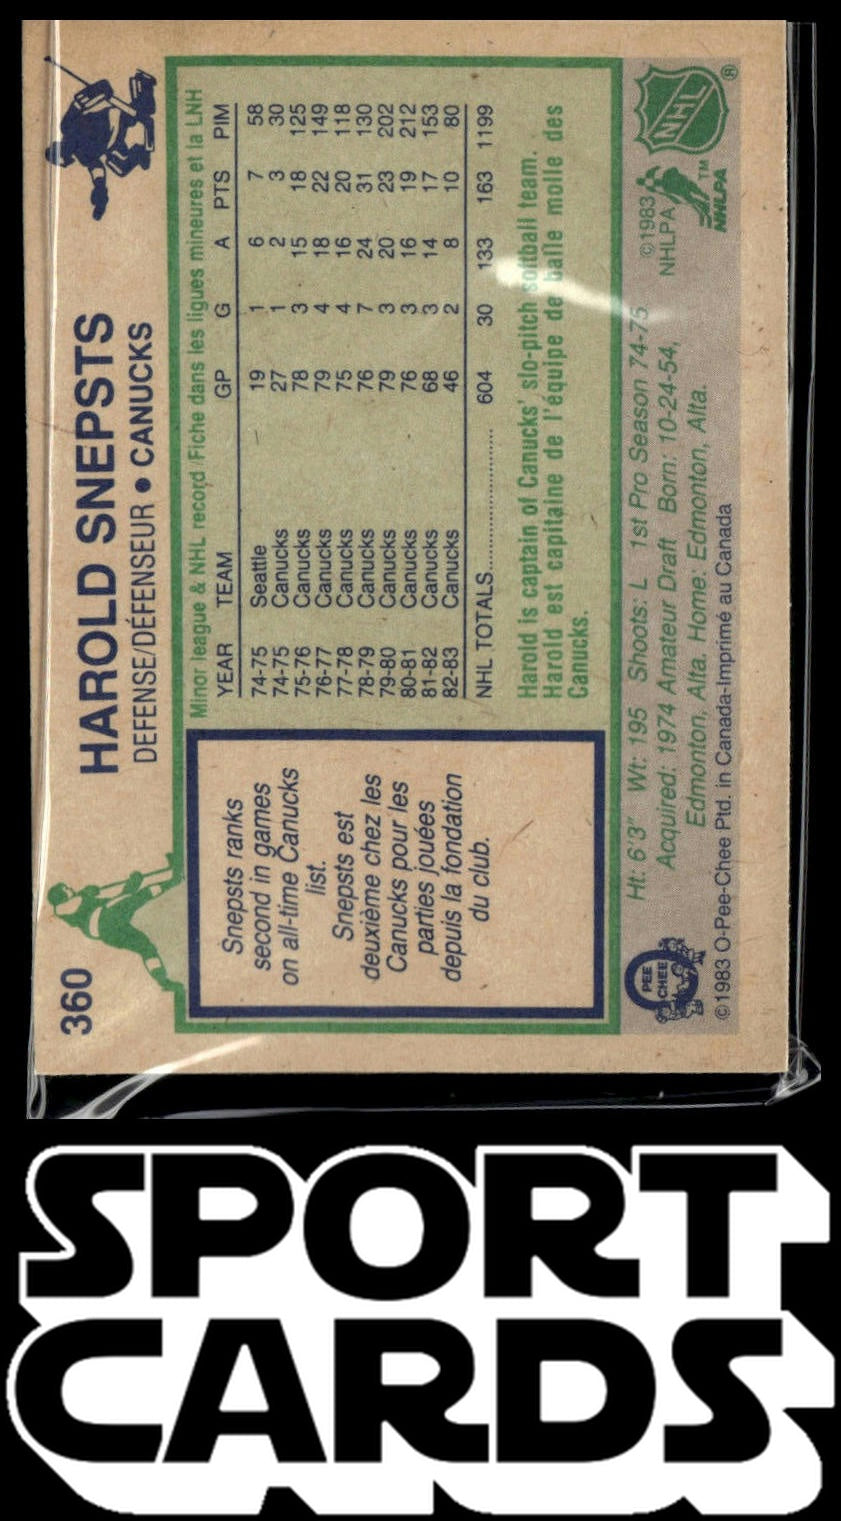 360
HAROLD SNEPSTS
DEFENSE/DÉFENSEUR • CANUCKS
Snepsts ranks
second in games
on all-time Canucks
list.
Snepsts est
deuxième chez les
Canucks pour les
parties jouées
depuis la fondation
du club.
Minor league & NHL record/Fiche dans les ligues mineures et la LNH
YEAR TEAM GP G A PTS PIM
74-75 Seattle 19 1 6 7 58
74-75 Canucks 27 1 2 3 30
75-76 Canucks 78 3 15 18 125
76-77 Canucks 79 4 18 22 149
77-78 Canucks 75 4 16 20 118
78-79 Canucks 76 7 24 31 130
79-80 Canucks 79 3 20 23 202
80-81 Canucks 76 3 16 19 212
81-82 Canucks 68 3 14 17 153
82-83 Canucks 46 2 8 10 80
NHL TOTALS.................... 604 30 133 163 1199
Harold is captain of Canucks' slo-pitch softball team.
Harold est capitaine de l'équipe de balle molle des
Canucks.
Ht: 6'3" Wt: 195 Shoots: L 1st Pro Season 74-75
Acquired: 1974 Amateur Draft Born: 10-24-54,
Edmonton, Alta. Home: Edmonton, Alta.
©1983
NHLPA
TM
NHLPA
NHL
®
O
PEE
CHEE
©1983 O-Pee-Chee Ptd. in Canada-Imprimé au Canada
SPORT
CARDS